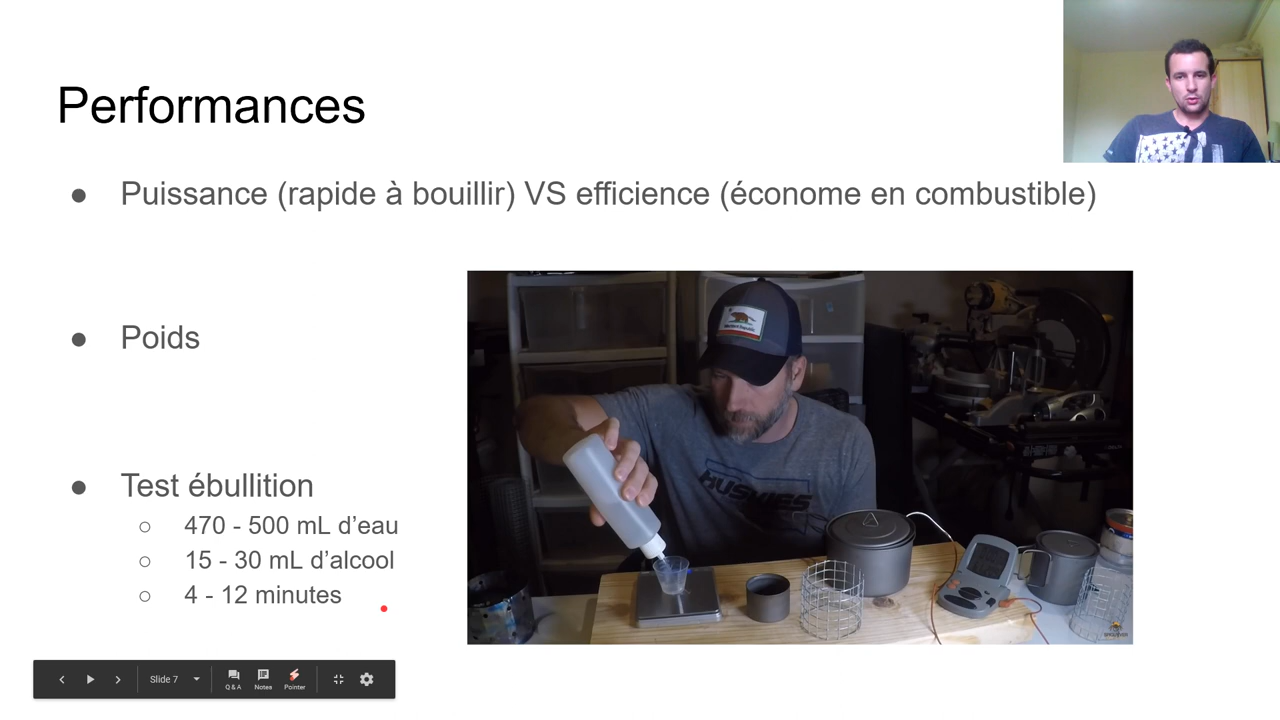 Performances
● Puissance (rapide à bouillir) VS efficience (économe en combustible)
● Poids
● Test ébullition
○ 470 - 500 mL d’eau
○ 15 - 30 mL d’alcool
○ 4 - 12 minutes
HUSKIES
Slide 7
Q & A
Notes
Pointer